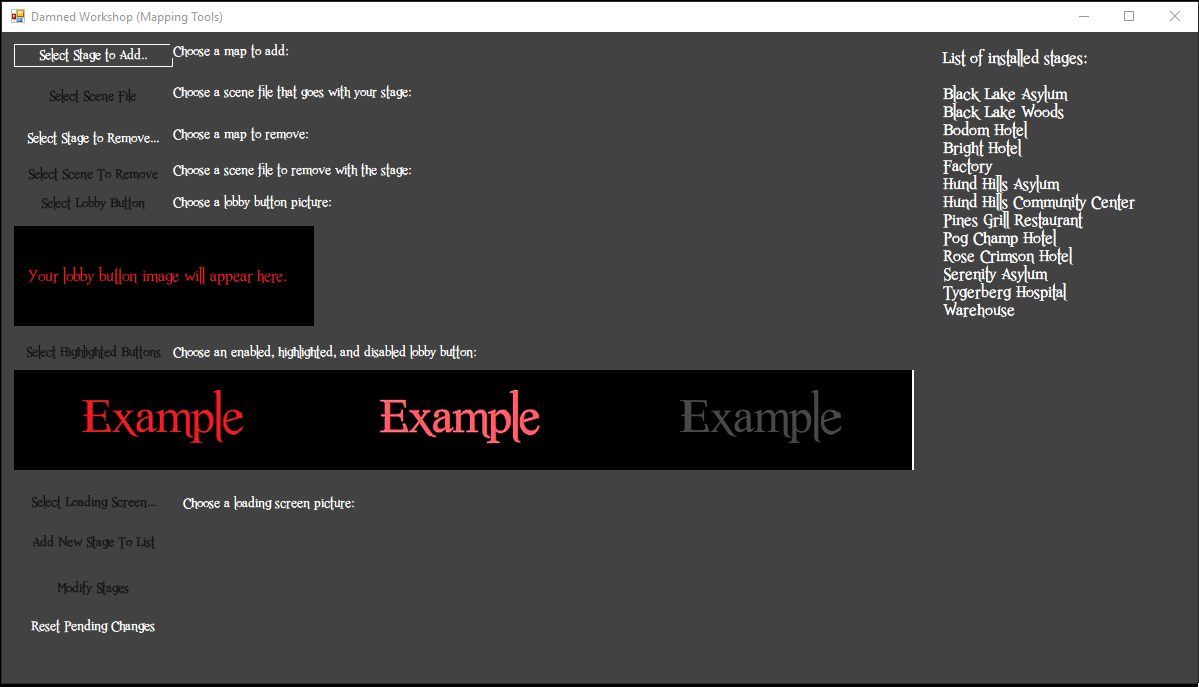 Damned Workshop (Mapping Tools)
Select Stage to Add.. Choose a map to add:
Select Scene File Choose a scene file that goes with your stage:
Select Stage to Remove... Choose a map to remove:
Select Scene To Remove Choose a scene file to remove with the stage:
Select Lobby Button Choose a lobby button picture:
Your lobby button image will appear here.
Select Highlighted Buttons Choose an enabled, highlighted, and disabled lobby button:
Example Example Example
Select Loading Screen... Choose a loading screen picture:
Add New Stage To List
Modify Stages
Reset Pending Changes
List of installed stages:
Black Lake Asylum
Black Lake Woods
Bodom Hotel
Bright Hotel
Factory
Hund Hills Asylum
Hund Hills Community Center
Pines Grill Restaurant
Pog Champ Hotel
Rose Crimson Hotel
Serenity Asylum
Tygerberg Hospital
Warehouse